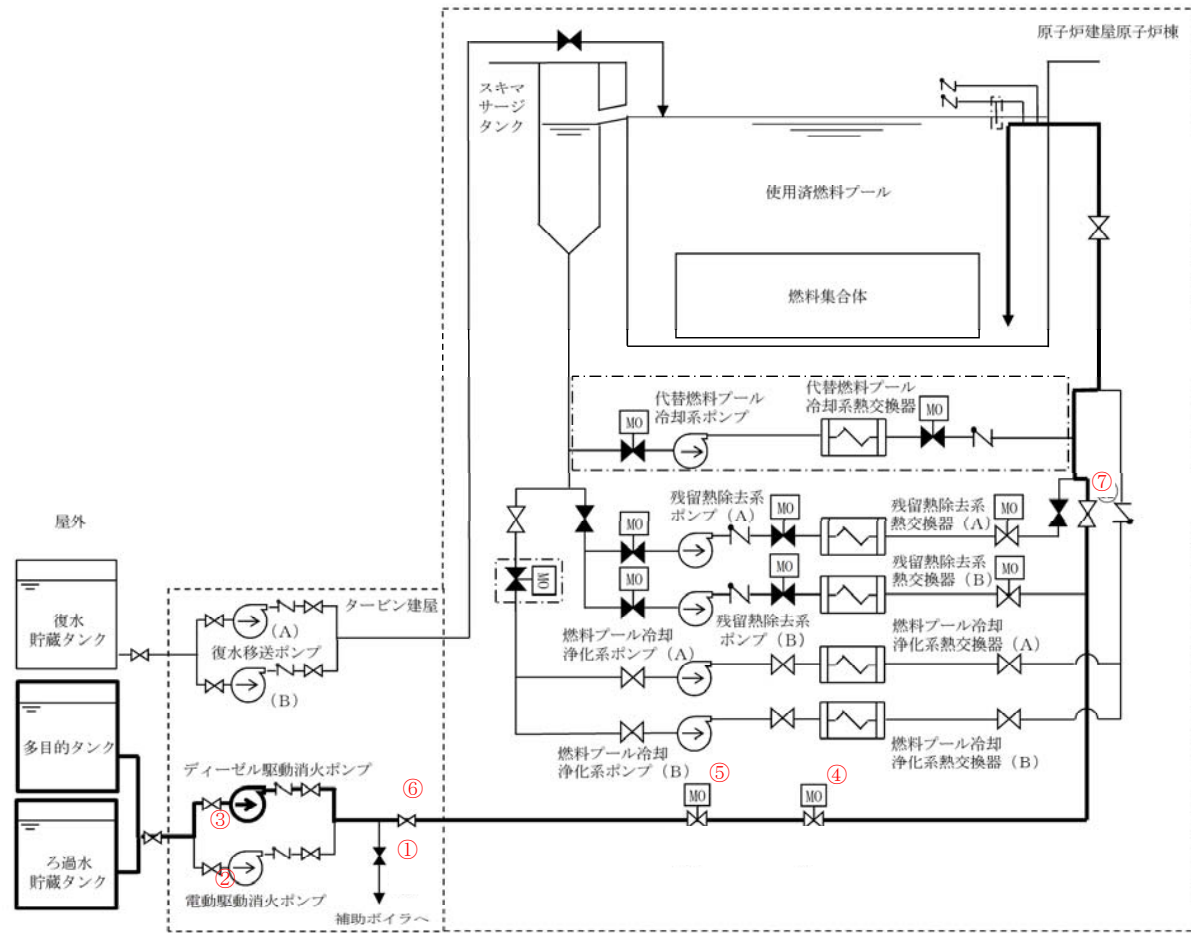 原子炉建屋原子炉棟
スキマ
サージ
タンク
使用済燃料プール
燃料集合体
代替燃料プール
冷却系ポンプ
代替燃料プール
冷却系熱交換器
MO
MO
⑦
残留熱除去系
ポンプ（A）
残留熱除去系
熱交換器（A）
MO
MO
MO
屋外
MO
MO
MO
MO
残留熱除去系
熱交換器（B）
残留熱除去系
ポンプ（B）
タービン建屋
復水
貯蔵タンク
（A）
復水移送ポンプ
（B）
燃料プール冷却
浄化系ポンプ（A）
燃料プール冷却
浄化系熱交換器（A）
多目的タンク
燃料プール冷却
浄化系ポンプ（B）
燃料プール冷却
浄化系熱交換器（B）
ディーゼル駆動消火ポンプ
⑤
④
MO
MO
⑥
③
①
②
ろ過水
貯蔵タンク
電動駆動消火ポンプ
補助ボイラへ